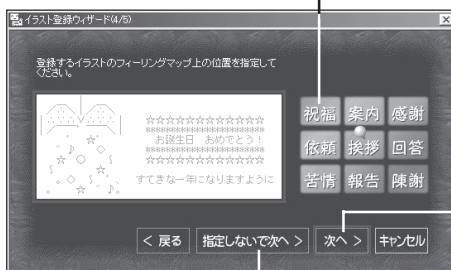 イラスト登録ウィザード(4/5)
登録するイラストのフィーリングマップ上の位置を指定して
ください。
☆☆☆☆☆☆☆☆☆☆☆
********************
お誕生日 おめでとう!
********************
☆☆☆☆☆☆☆☆☆☆☆
すてきな一年になりますように
祝福 案内 感謝
依頼 挨拶 回答
苦情 報告 陳謝
< 戻る 指定しないで次へ > 次へ > キャンセル